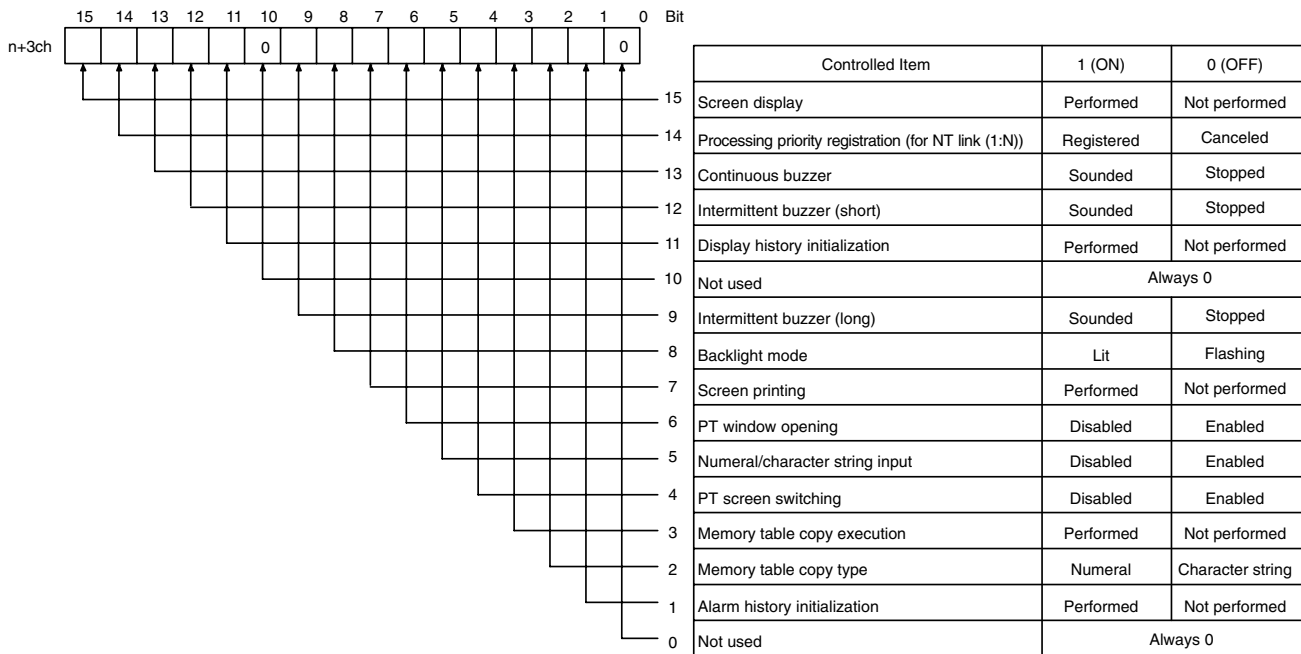 15 14 13 12 11 10 9 8 7 6 5 4 3 2 1 0 Bit
n+3ch 0 0
Controlled Item 1 (ON) 0 (OFF)
15 Screen display Performed Not performed
14 Processing priority registration (for NT link (1:N)) Registered Canceled
13 Continuous buzzer Sounded Stopped
12 Intermittent buzzer (short) Sounded Stopped
11 Display history initialization Performed Not performed
10 Not used Always 0
9 Intermittent buzzer (long) Sounded Stopped
8 Backlight mode Lit Flashing
7 Screen printing Performed Not performed
6 PT window opening Disabled Enabled
5 Numeral/character string input Disabled Enabled
4 PT screen switching Disabled Enabled
3 Memory table copy execution Performed Not performed
2 Memory table copy type Numeral Character string
1 Alarm history initialization Performed Not performed
0 Not used Always 0